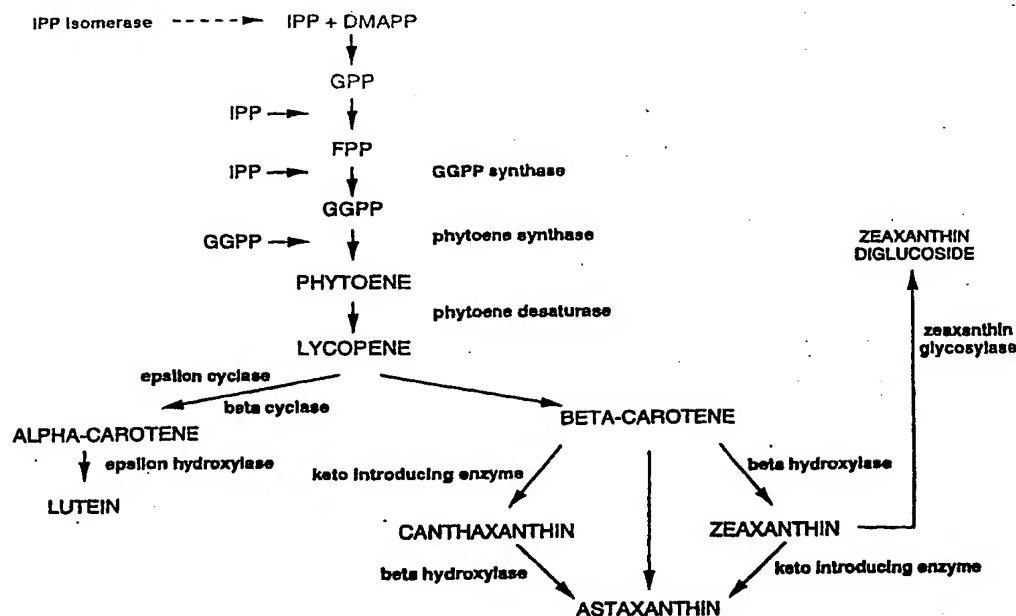 IPP Isomerase
IPP + DMAPP
GPP
IPP
FPP
IPP
GGPP synthase
GGPP
GGPP
phytoene synthase
ZEAXANTHIN
DIGLUCOSIDE
PHYTOENE
phytoene desaturase
zeaxanthin
glycosylase
LYCOPENE
epsilon cyclase
beta cyclase
BETA-CAROTENE
ALPHA-CAROTENE
epsilon hydroxylase
keto introducing enzyme
beta hydroxylase
LUTEIN
CANTHAXANTHIN
ZEAXANTHIN
beta hydroxylase
keto introducing enzyme
ASTAXANTHIN